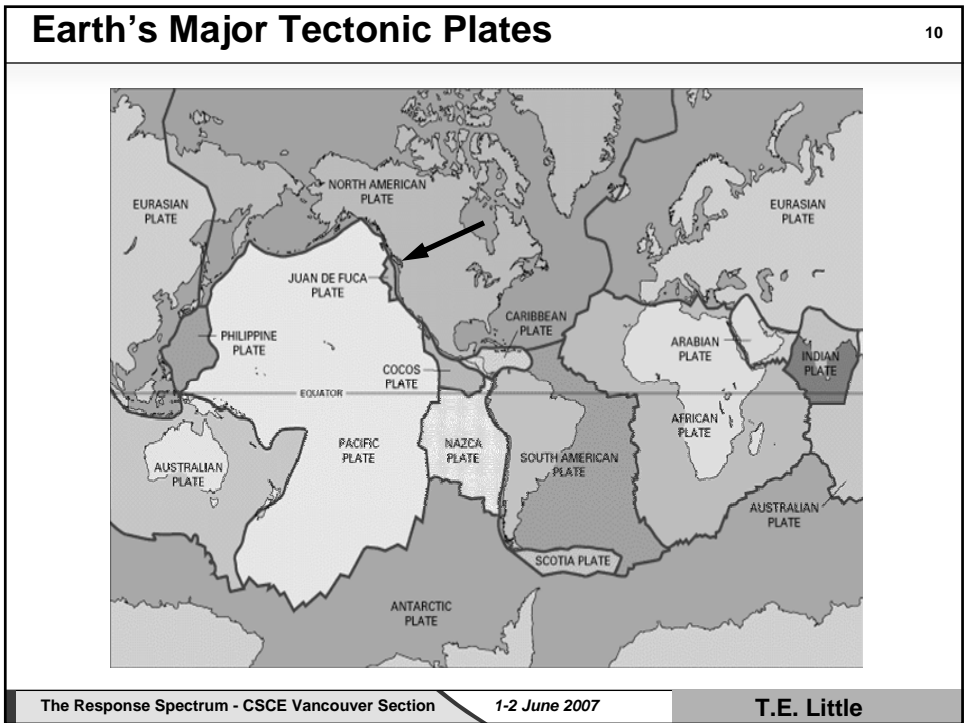 Earth's Major Tectonic Plates
10
NORTH AMERICAN
PLATE
EURASIAN
PLATE
EURASIAN
PLATE
JUAN DE FUCA
PLATE
CARIBBEAN
PLATE
PHILIPPINE
PLATE
ARABIAN
PLATE
INDIAN
PLATE
COCOS
PLATE
EQUATOR
AFRICAN
PLATE
PACIFIC
PLATE
NAZCA
PLATE
SOUTH AMERICAN
PLATE
AUSTRALIAN
PLATE
AUSTRALIAN
PLATE
SCOTIA PLATE
ANTARCTIC
PLATE
The Response Spectrum - CSCE Vancouver Section
1-2 June 2007
T.E. Little